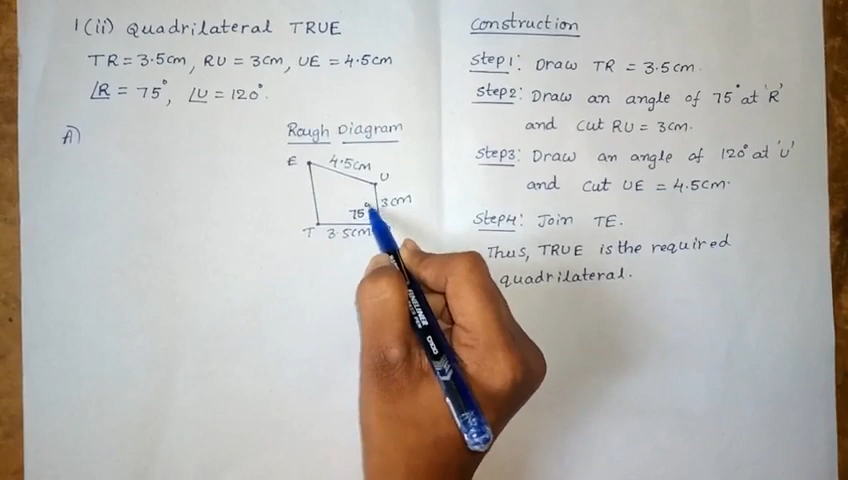 1(ii) Quadrilateral TRUE
TR = 3.5cm, RU = 3cm, UE = 4.5cm
∠R = 75°, ∠U = 120°.
A)
Rough Diagram
E 4.5cm U
75° 3cm
T 3.5cm
Construction
Step1: Draw TR = 3.5cm.
Step2: Draw an angle of 75° at 'R'
and cut RU = 3cm.
Step3: Draw an angle of 120° at 'U'
and cut UE = 4.5cm.
Step4: Join TE.
Thus, TRUE is the required
quadrilateral.
FINELINER